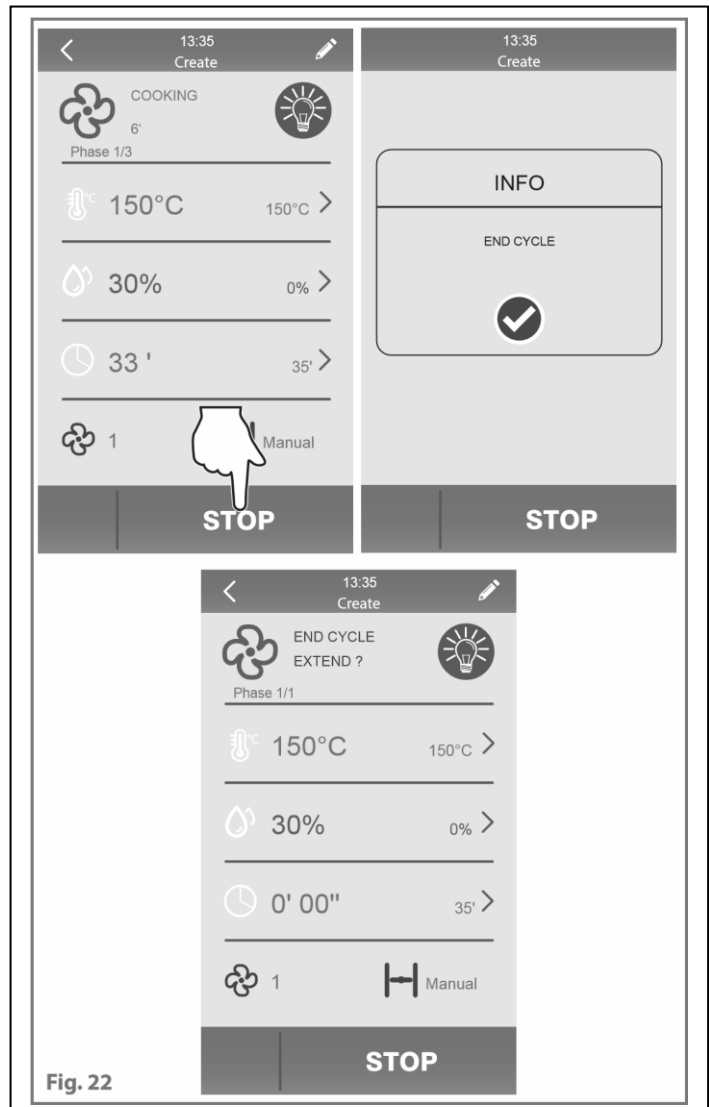 13:35
Create
COOKING
6'
Phase 1/3
°C 150°C 150°C
30% 0%
33 ' 35'
1 Manual
STOP
13:35
Create
INFO
END CYCLE
STOP
13:35
Create
END CYCLE
EXTEND ?
Phase 1/1
°C 150°C 150°C
30% 0%
0' 00" 35'
1 Manual
STOP
Fig. 22